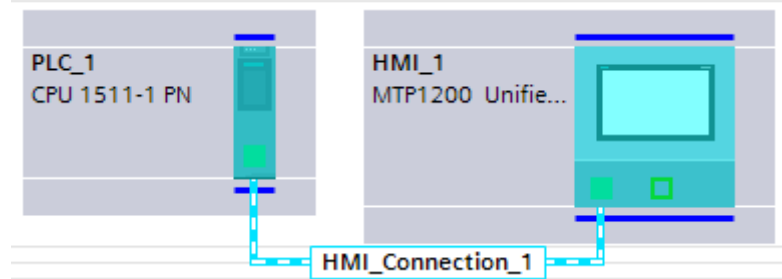 PLC_1
CPU 1511-1 PN
HMI_1
MTP1200 Unifie...
HMI_Connection_1